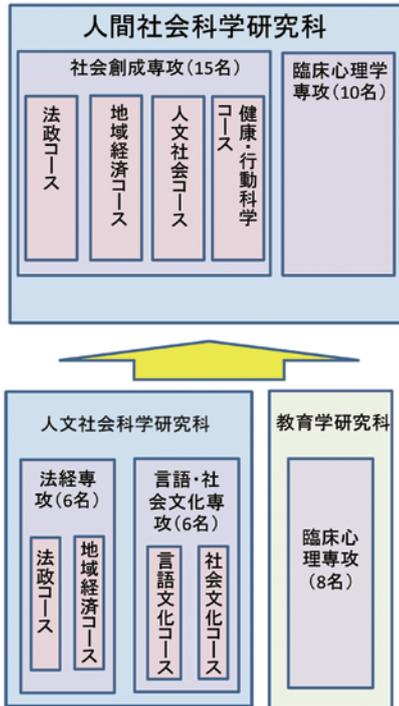 人間社会科学研究科
社会創成専攻(15名)
法政コース
地域経済コース
人文社会コース
健康・行動科学
コース
臨床心理学
専攻(10名)
人文社会科学研究科
法経専
攻(6名)
法政コース
地域経済コース
言語・社
会文化専
攻(6名)
言語文化コース
社会文化コース
教育学研究科
臨床心
理専攻
(8名)